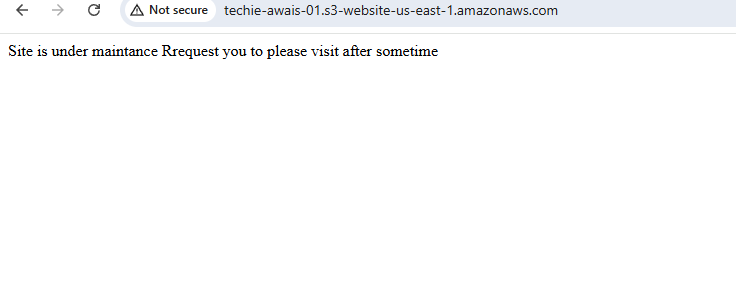 Not secure techie-awais-01.s3-website-us-east-1.amazonaws.com
Site is under maintance Rrequest you to please visit after sometime